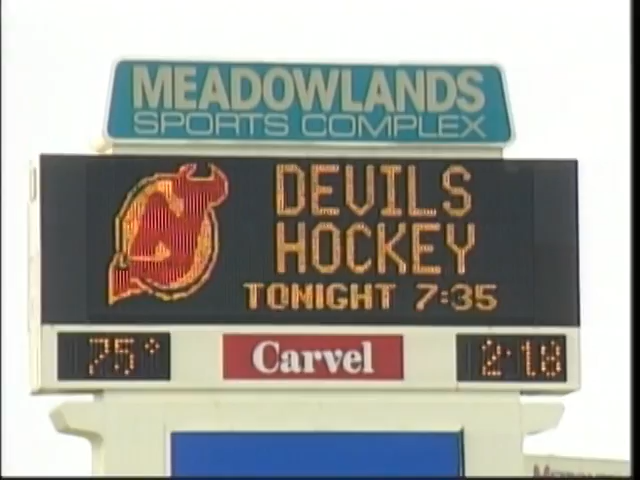 MEADOWLANDS
SPORTS COMPLEX
DEVILS
HOCKEY
TONIGHT 7:35
75° Carvel 2:18